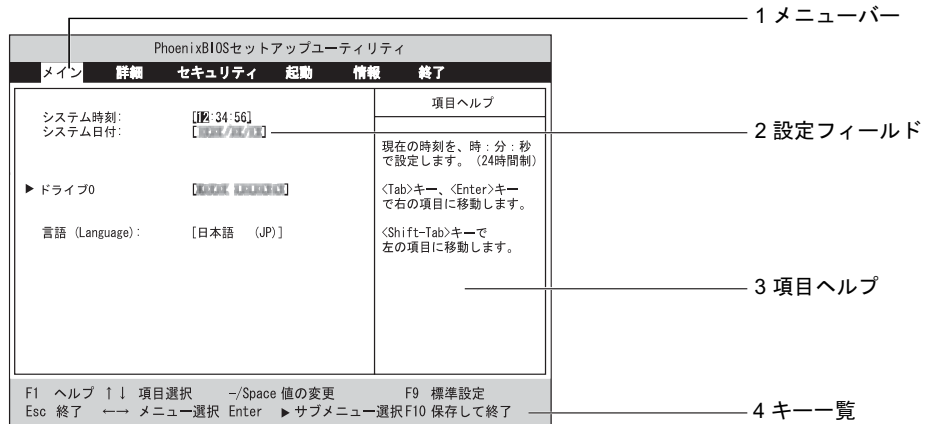 1 メニューバー
PhoenixBIOSセットアップユーティリティ
メイン 詳細 セキュリティ 起動 情報 終了
項目ヘルプ
システム時刻: [12:34:56]
システム日付:
2 設定フィールド
現在の時刻を、時:分:秒
で設定します。(24時間制)
▶ ドライブ0
<Tab>キー、<Enter>キー
で右の項目に移動します。
言語 (Language): [日本語 (JP)]
<Shift-Tab>キーで
左の項目に移動します。
3 項目ヘルプ
F1 ヘルプ ↑↓ 項目選択 -/Space 値の変更 F9 標準設定
Esc 終了 ←→ メニュー選択 Enter ▶ サブメニュー選択 F10 保存して終了
4 キー一覧